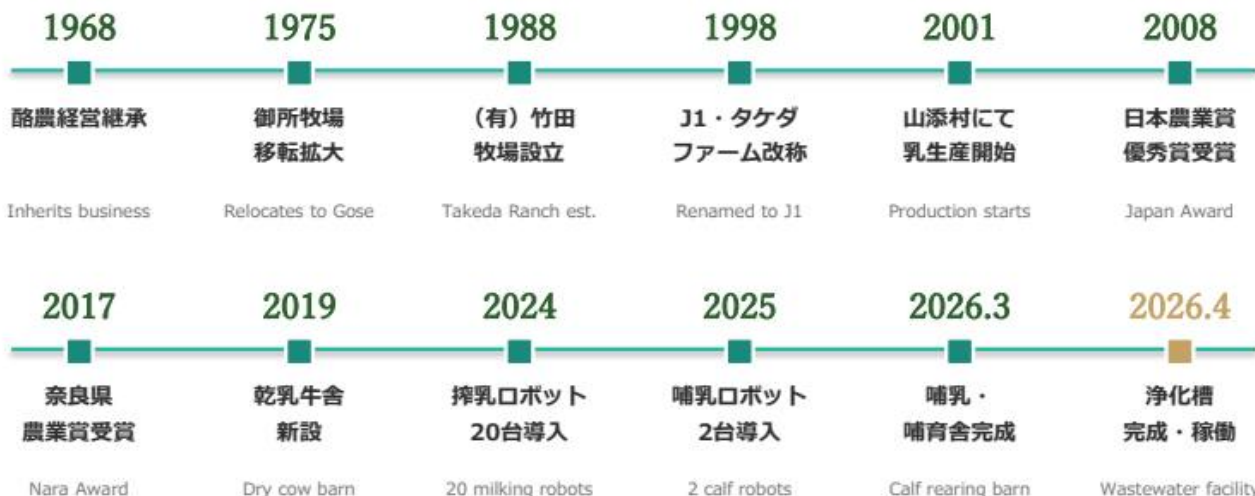 1968 1975 1988 1998 2001 2008
酪農経営継承 御所牧場 (有)竹田 J1・タケダ 山添村にて 日本農業賞
移転拡大 牧場設立 ファーム改称 乳生産開始 優秀賞受賞
Inherits business Relocates to Gose Takeda Ranch est. Renamed to J1 Production starts Japan Award
2017 2019 2024 2025 2026.3 2026.4
奈良県 乾乳牛舎 搾乳ロボット 哺乳ロボット 哺乳・ 浄化槽
農業賞受賞 新設 20台導入 2台導入 哺育舎完成 完成・稼働
Nara Award Dry cow barn 20 milking robots 2 calf robots Calf rearing barn Wastewater facility